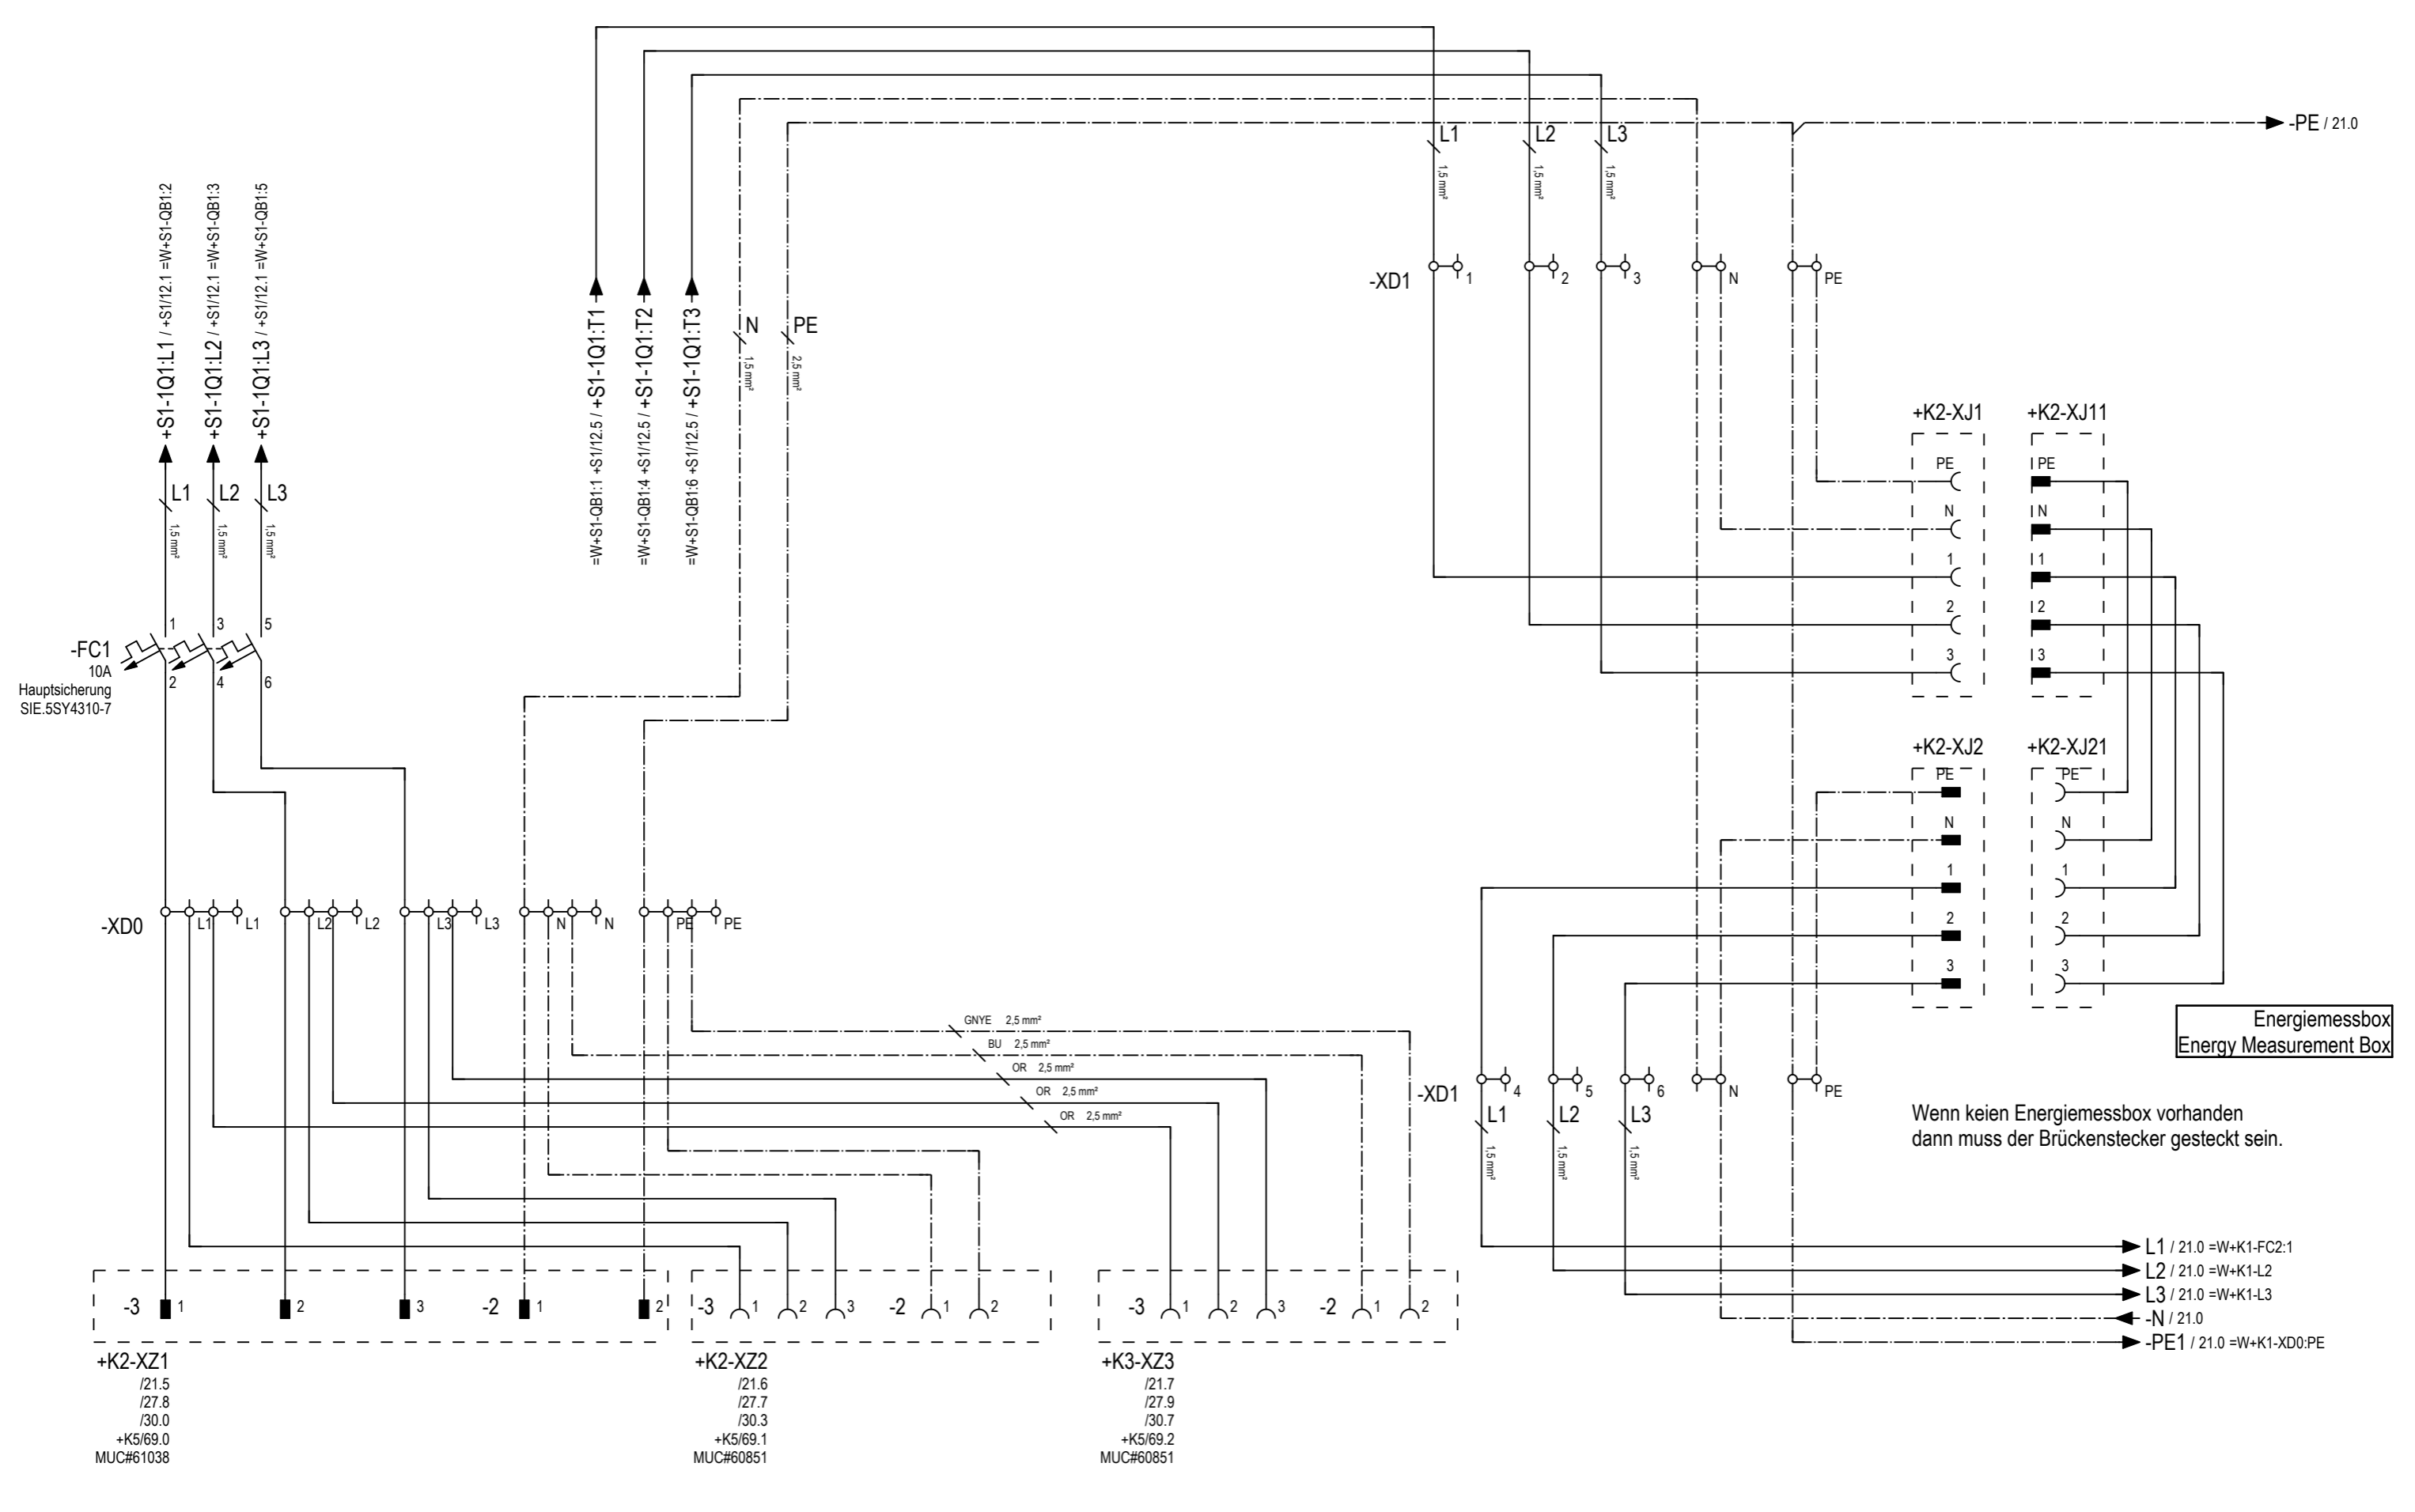 -PE / 21.0
L1
L2
L3
1,5 mm²
1,5 mm²
1,5 mm²
+S1-1Q1:L1 / +S1/12.1 =W+S1-QB1:2
+S1-1Q1:L2 / +S1/12.1 =W+S1-QB1:3
+S1-1Q1:L3 / +S1/12.1 =W+S1-QB1:5
=W+S1-QB1:1 +S1/12.5 / +S1-1Q1:T1
=W+S1-QB1:4 +S1/12.5 / +S1-1Q1:T2
=W+S1-QB1:6 +S1/12.5 / +S1-1Q1:T3
-XD1
1
2
3
N
PE
N
PE
1,5 mm²
2,5 mm²
L1
L2
L3
1,5 mm²
1,5 mm²
1,5 mm²
+K2-XJ1
PE
N
1
2
3
+K2-XJ11
PE
N
1
2
3
-FC1
10A
Hauptsicherung
SIE.5SY4310-7
1
3
5
2
4
6
+K2-XJ2
PE
N
1
2
3
+K2-XJ21
PE
N
1
2
3
-XD0
L1
L1
L2
L2
L3
L3
N
N
PE
PE
Energiemessbox
Energy Measurement Box
GNYE 2,5 mm²
BU 2,5 mm²
OR 2,5 mm²
OR 2,5 mm²
OR 2,5 mm²
-XD1
4
5
6
N
PE
L1
L2
L3
1,5 mm²
1,5 mm²
1,5 mm²
Wenn keien Energiemessbox vorhanden
dann muss der Brückenstecker gesteckt sein.
L1 / 21.0 =W+K1-FC2:1
L2 / 21.0 =W+K1-L2
L3 / 21.0 =W+K1-L3
-N / 21.0
-PE1 / 21.0 =W+K1-XD0:PE
-3
1
2
3
-2
1
2
+K2-XZ1
/21.5
/27.8
/30.0
+K5/69.0
MUC#61038
-3
1
2
3
-2
1
2
+K2-XZ2
/21.6
/27.7
/30.3
+K5/69.1
MUC#60851
-3
1
2
3
-2
1
2
+K3-XZ3
/21.7
/27.9
/30.7
+K5/69.2
MUC#60851